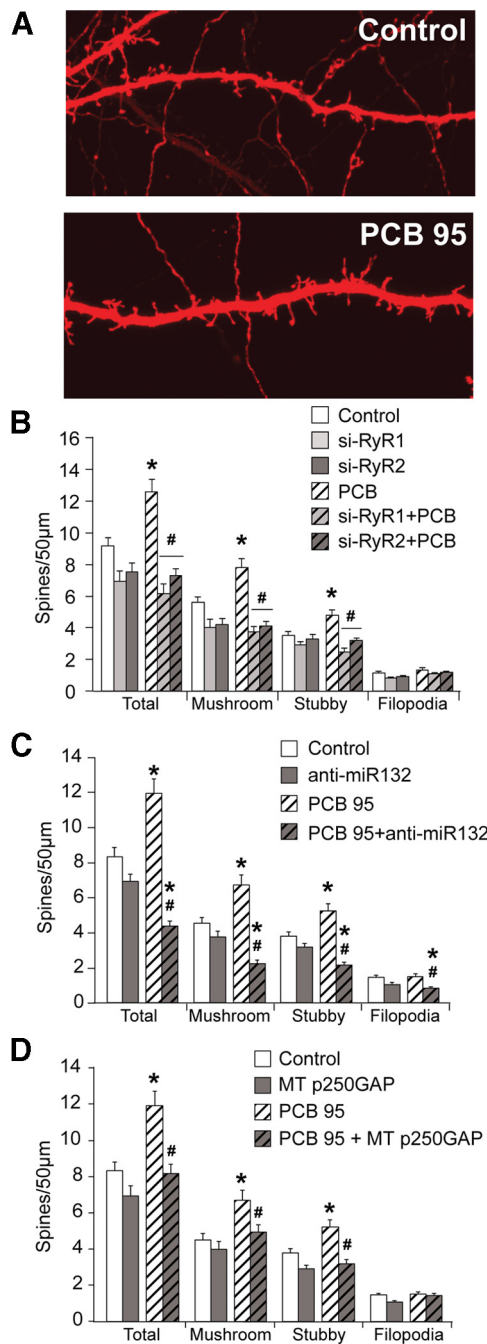 A
Control
PCB 95
B
Control
si-RyR1
si-RyR2
PCB
si-RyR1+PCB
si-RyR2+PCB
Spines/50µm
16
14
12
10
8
6
4
2
0
* # * # * #
Total Mushroom Stubby Filopodia
C
Control
anti-miR132
PCB 95
PCB 95+anti-miR132
Spines/50µm
14
12
10
8
6
4
2
0
* * # * * # * * # * #
Total Mushroom Stubby Filopodia
D
Control
MT p250GAP
PCB 95
PCB 95 + MT p250GAP
Spines/50µm
14
12
10
8
6
4
2
0
* # * # * #
Total Mushroom Stubby Filopodia